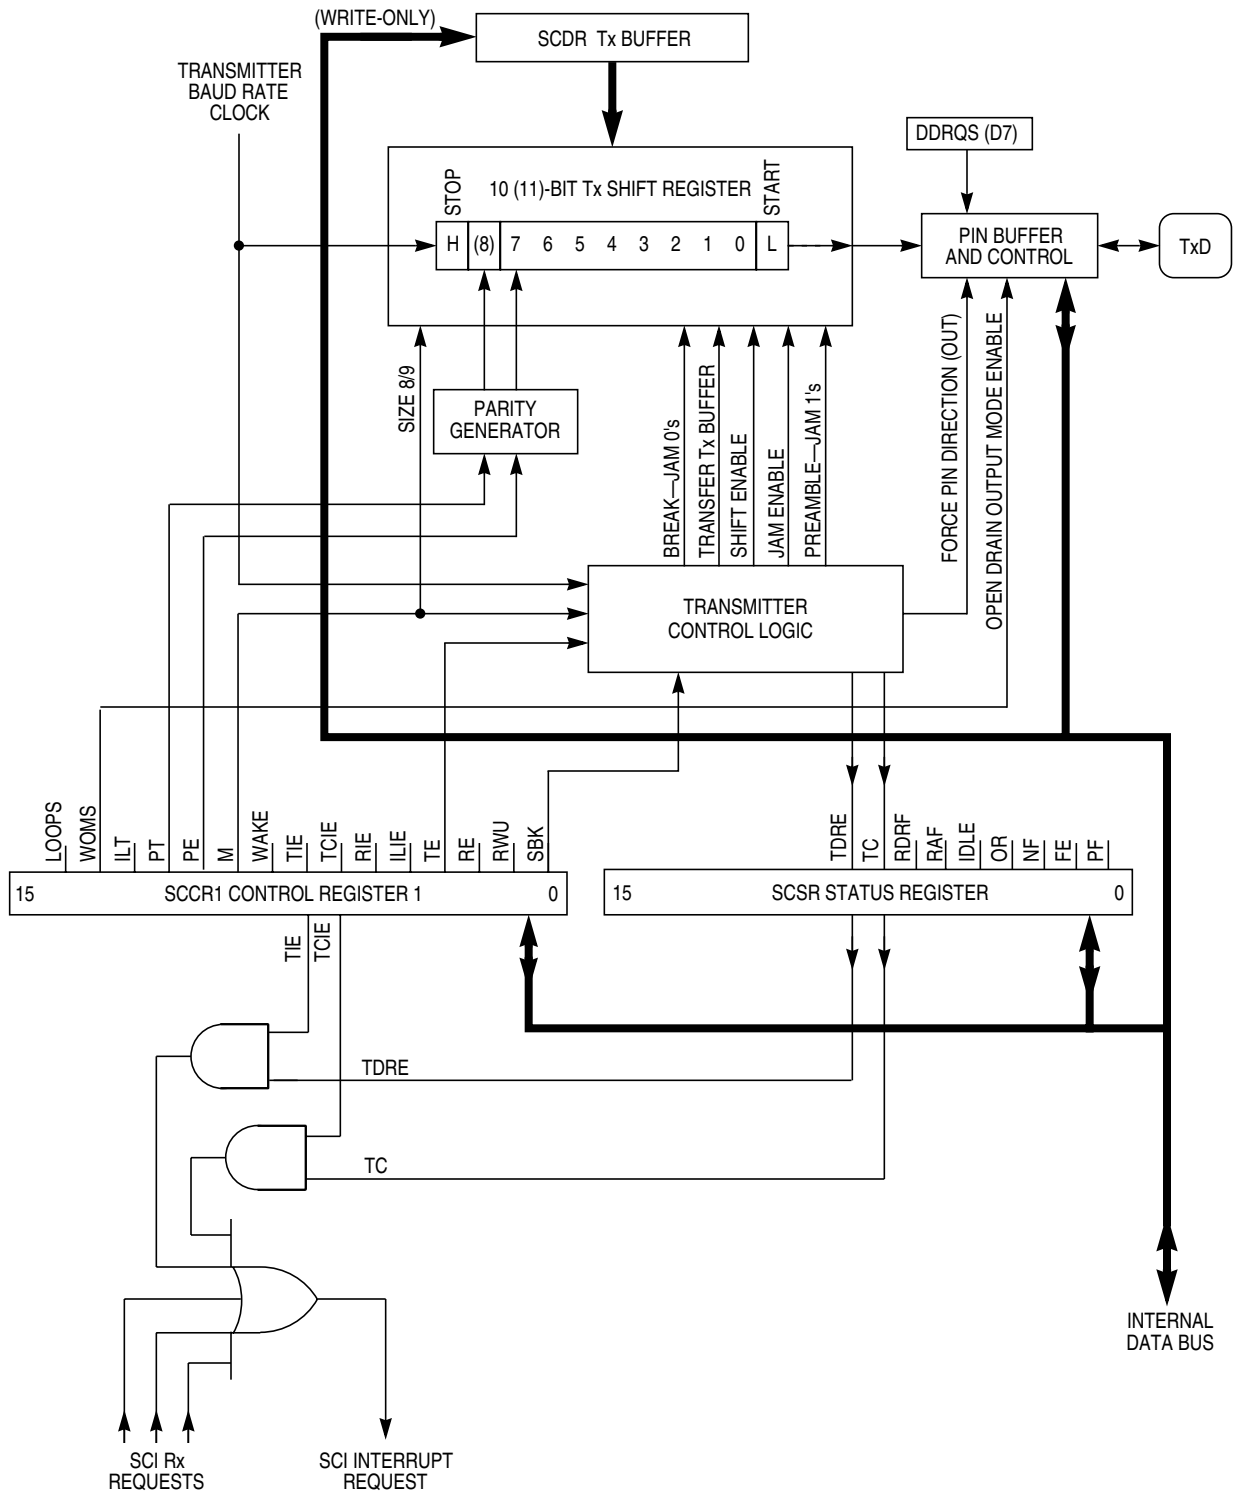 (WRITE-ONLY)
SCDR Tx BUFFER
TRANSMITTER
BAUD RATE
CLOCK
DDRQS (D7)
STOP
10 (11)-BIT Tx SHIFT REGISTER
START
H (8) 7 6 5 4 3 2 1 0 L
PIN BUFFER
AND CONTROL
TxD
SIZE 8/9
PARITY
GENERATOR
BREAK—JAM 0's
TRANSFER Tx BUFFER
SHIFT ENABLE
JAM ENABLE
PREAMBLE—JAM 1's
FORCE PIN DIRECTION (OUT)
OPEN DRAIN OUTPUT MODE ENABLE
TRANSMITTER
CONTROL LOGIC
LOOPS
WOMS
ILT
PT
PE
M
WAKE
TIE
TCIE
RIE
ILIE
TE
RE
RWU
SBK
TDRE
TC
RDRF
RAF
IDLE
OR
NF
FE
PF
15 SCCR1 CONTROL REGISTER 1 0
15 SCSR STATUS REGISTER 0
TIE
TCIE
TDRE
TC
INTERNAL
DATA BUS
SCI Rx
REQUESTS
SCI INTERRUPT
REQUEST